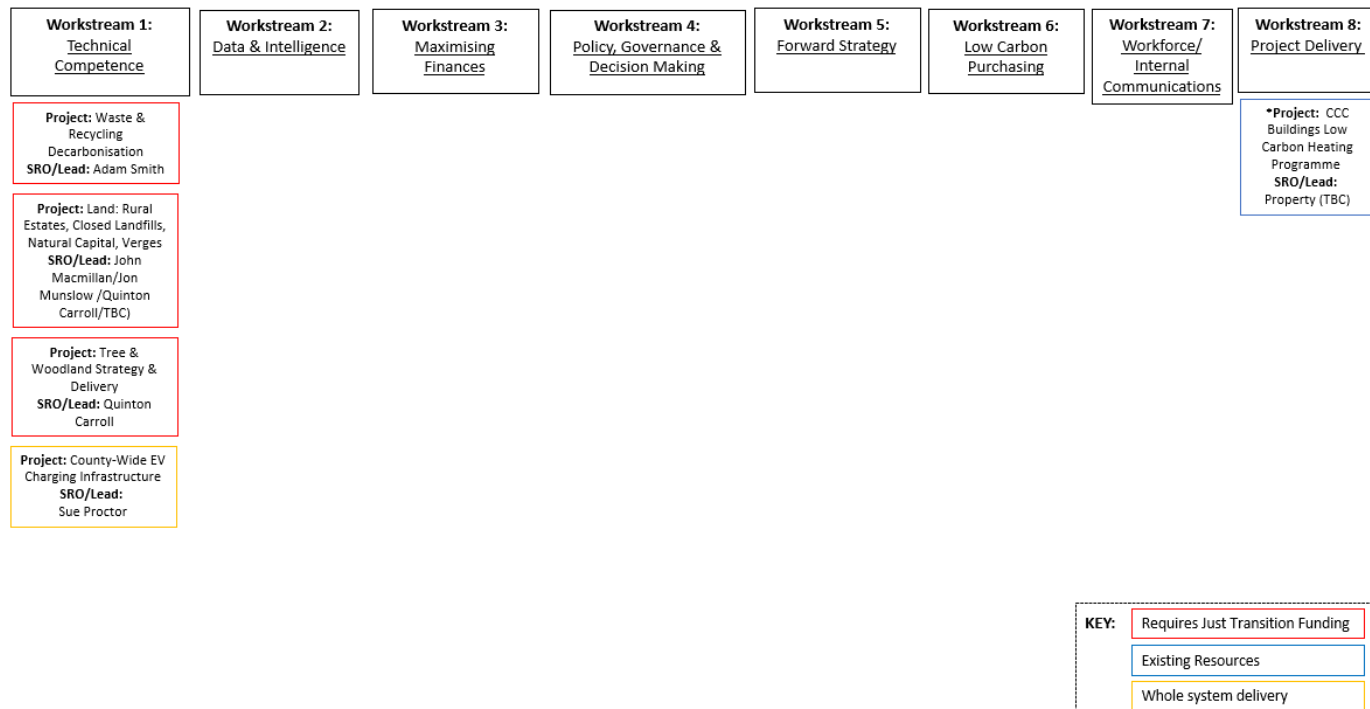 Workstream 1:
Technical
Competence
Workstream 2:
Data & Intelligence
Workstream 3:
Maximising
Finances
Workstream 4:
Policy, Governance &
Decision Making
Workstream 5:
Forward Strategy
Workstream 6:
Low Carbon
Purchasing
Workstream 7:
Workforce/
Internal
Communications
Workstream 8:
Project Delivery
Project: Waste &
Recycling
Decarbonisation
SRO/Lead: Adam Smith
Project: Land: Rural
Estates, Closed Landfills,
Natural Capital, Verges
SRO/Lead: John
Macmillan/Jon
Munslow /Quinton
Carroll/TBC)
Project: Tree &
Woodland Strategy &
Delivery
SRO/Lead: Quinton
Carroll
Project: County-Wide EV
Charging Infrastructure
SRO/Lead:
Sue Proctor
*Project: CCC
Buildings Low
Carbon Heating
Programme
SRO/Lead:
Property (TBC)
KEY:
Requires Just Transition Funding
Existing Resources
Whole system delivery